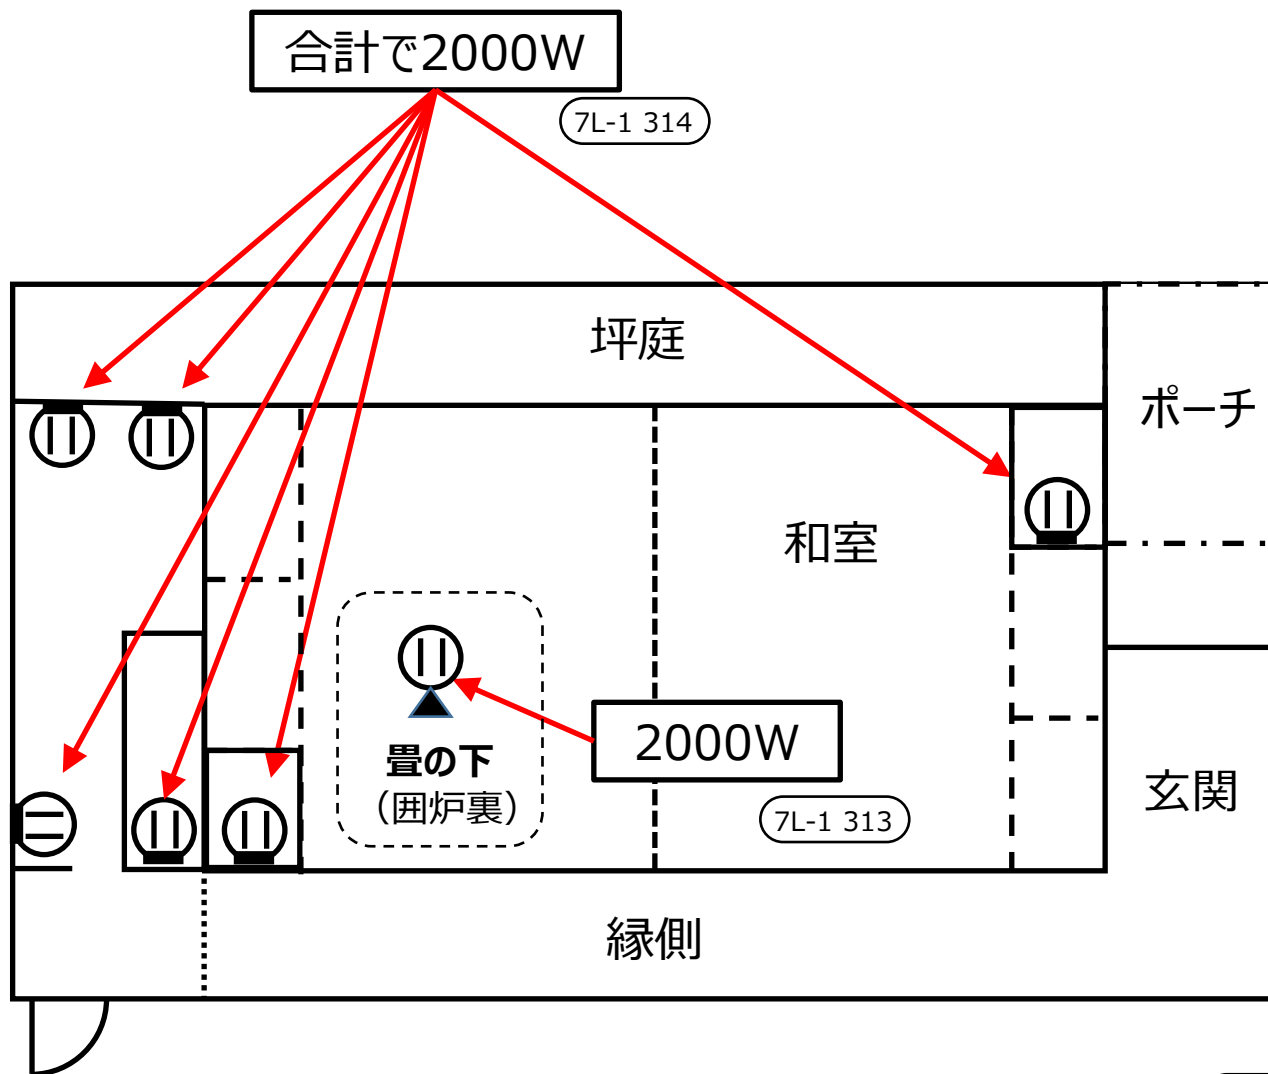 合計で2000W
7L-1 314
坪庭
ポーチ
和室
2000W
畳の下
（囲炉裏）
7L-1 313
玄関
縁側